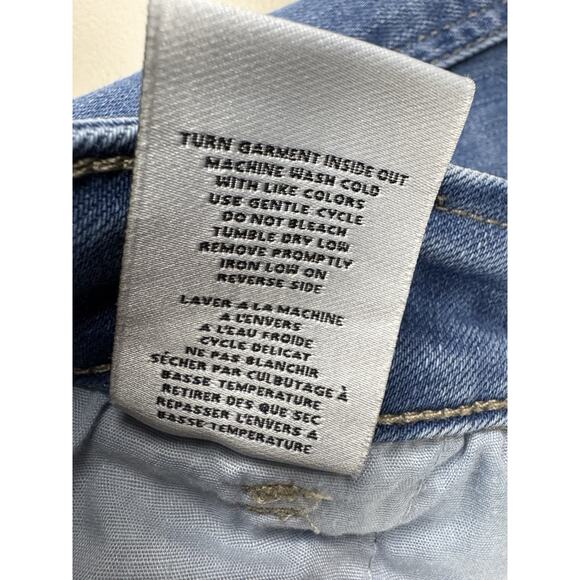 TURN GARMENT INSIDE OUT
MACHINE WASH COLD
WITH LIKE COLORS
USE GENTLE CYCLE
DO NOT BLEACH
TUMBLE DRY LOW
REMOVE PROMPTLY
IRON LOW ON
REVERSE SIDE
LAVER A LA MACHINE
A L'ENVERS
A L'EAU FROIDE
CYCLE DELICAT
NE PAS BLANCHIR
SÉCHER PAR CULBUTAGE À
BASSE TEMPERATURE
RETIRER DES QUE SEC
REPASSER L'ENVERS A
BASSE TEMPERATURE